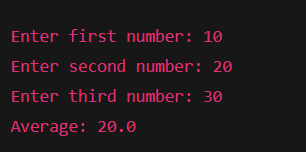 Enter first number: 10
Enter second number: 20
Enter third number: 30
Average: 20.0